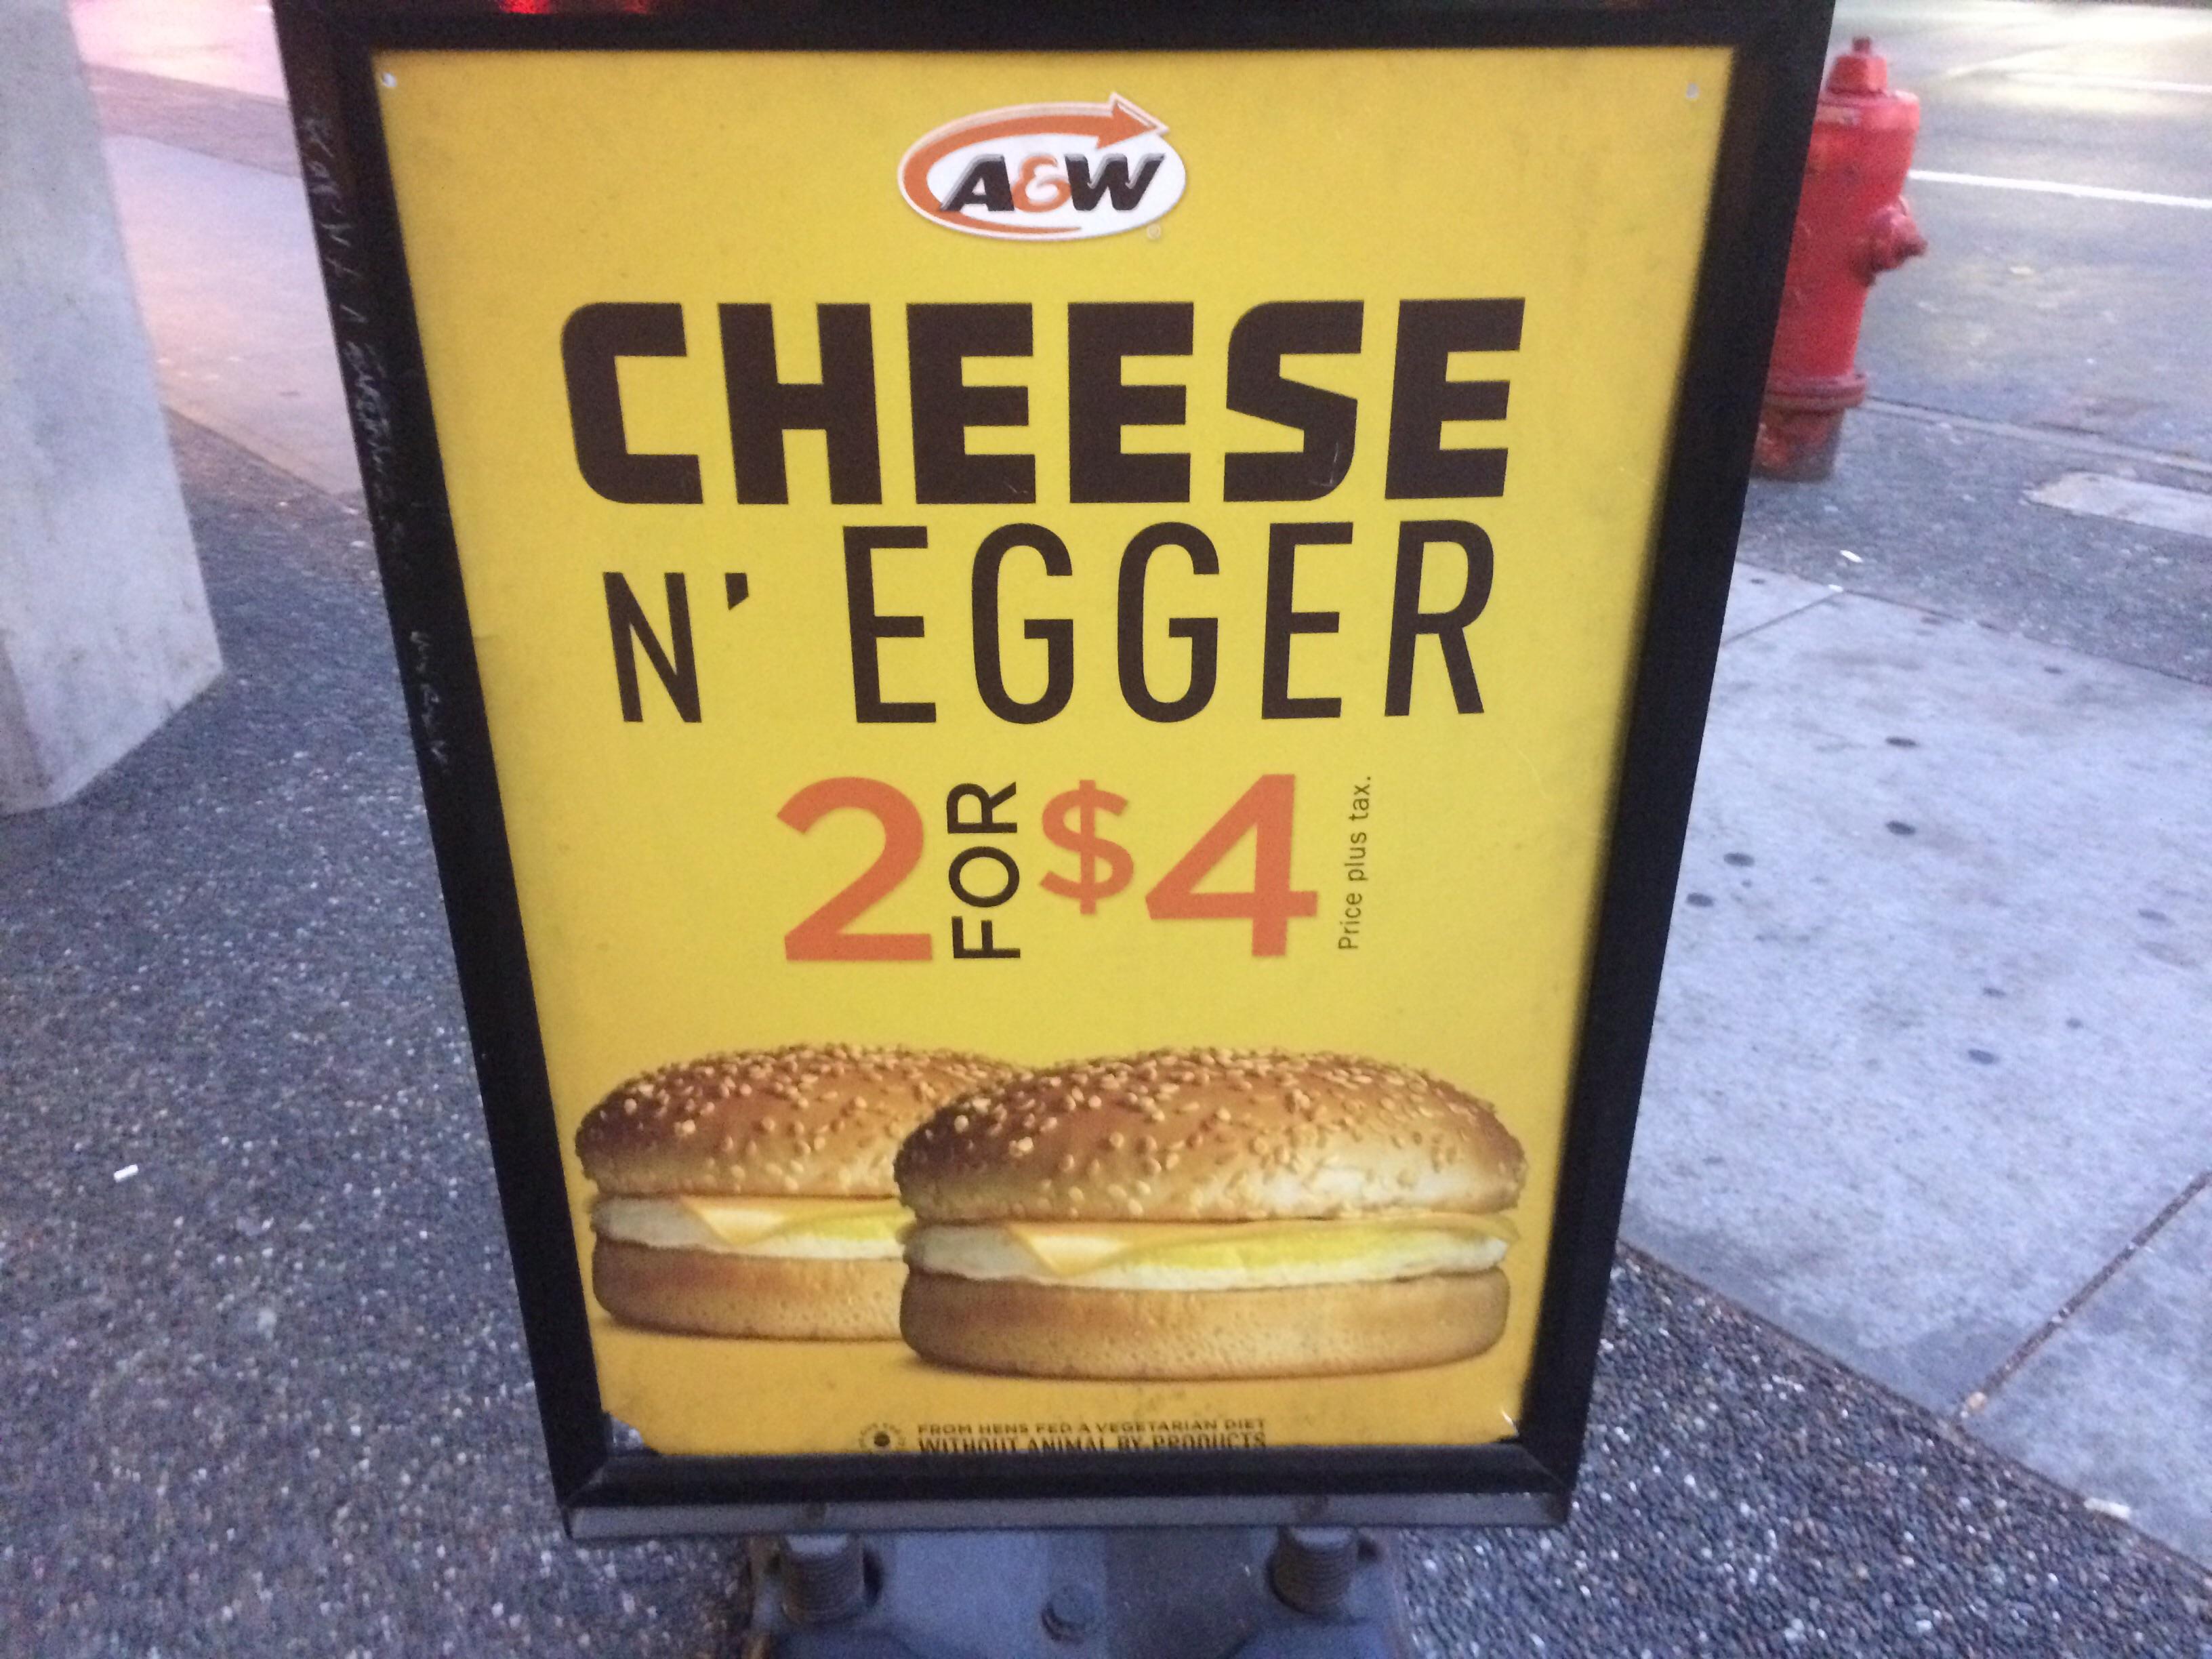 A&W
CHEESE
N' EGGER
2 FOR $4 Price plus tax.
FROM HENS FED A VEGETARIAN DIET
WITHOUT ANIMAL BY PRODUCTS